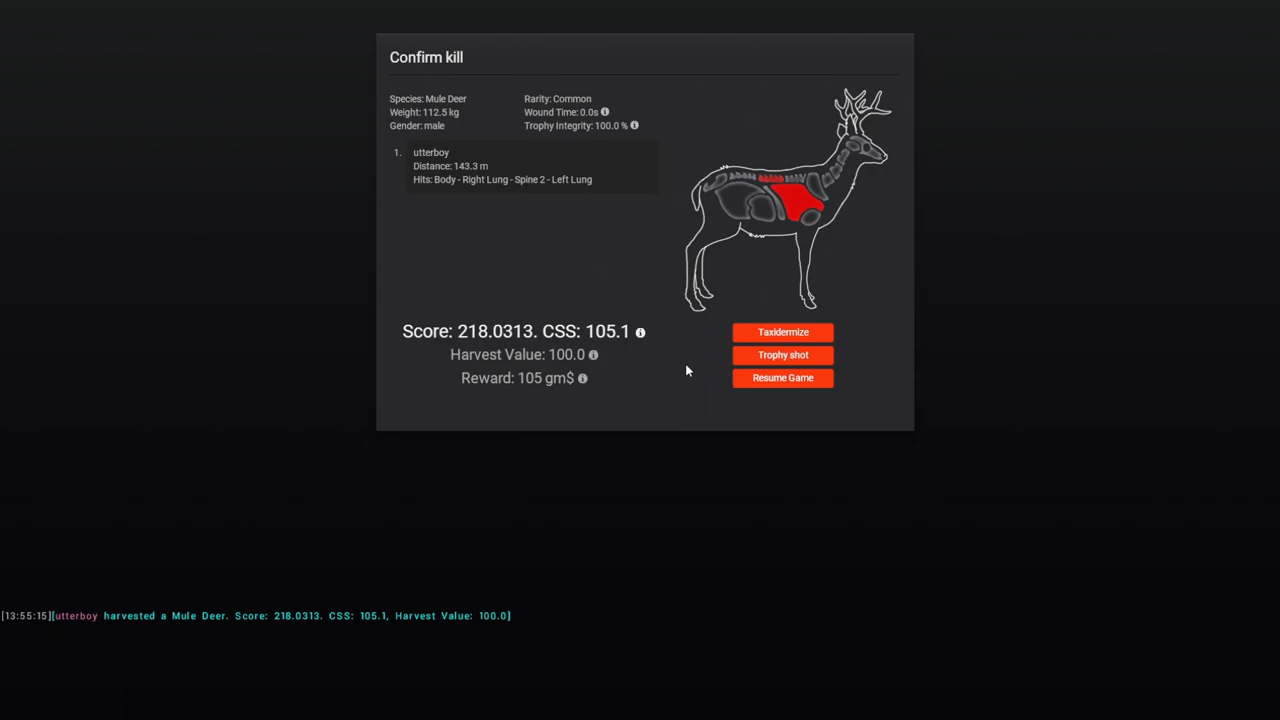 Confirm kill
Species: Mule Deer
Rarity: Common
Weight: 112.5 kg
Wound Time: 0.0s
Gender: male
Trophy Integrity: 100.0 %
1. utterboy
Distance: 143.3 m
Hits: Body - Right Lung - Spine 2 - Left Lung
Score: 218.0313. CSS: 105.1
Harvest Value: 100.0
Reward: 105 gm$
Taxidermize
Trophy shot
Resume Game
[13:55:15][utterboy harvested a Mule Deer. Score: 218.0313. CSS: 105.1, Harvest Value: 100.0]